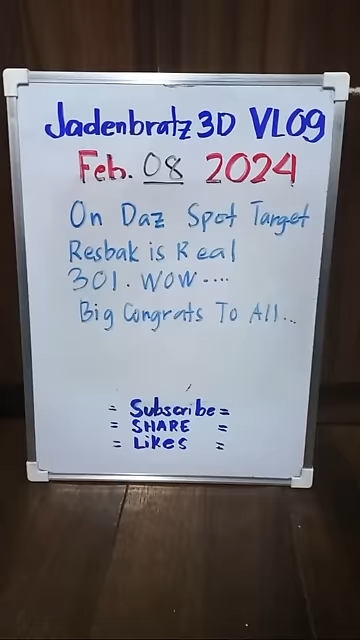 Jadenbratz 3D VLOG
Feb. 08 2024
On Daz Spot Target
Resbak is Real
301. WOW....
Big Congrats To All...
= Subscribe =
= SHARE =
= Likes =